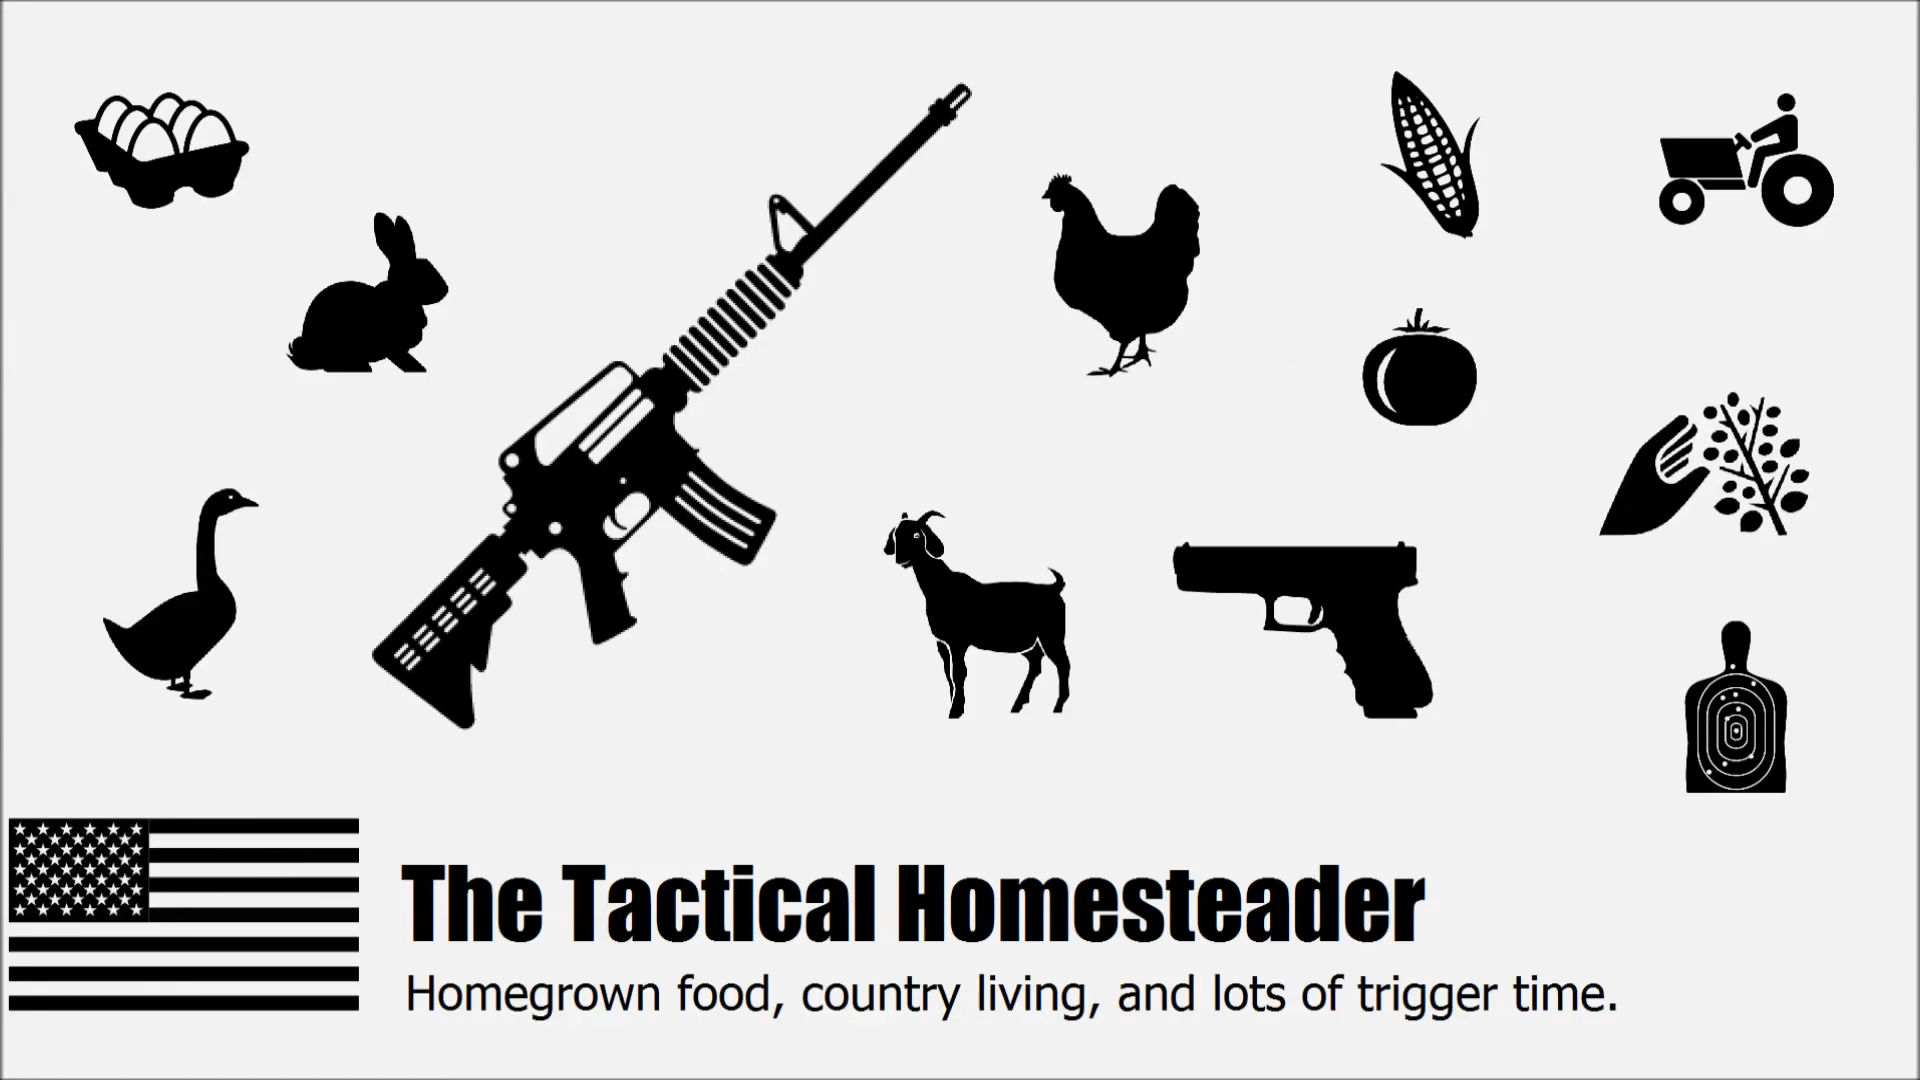 The Tactical Homesteader
Homegrown food, country living, and lots of trigger time.